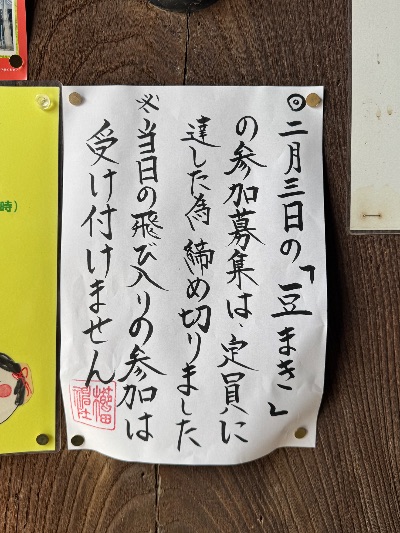 ◎二月三日の「豆まき」
の参加募集は、定員に
達した為締め切りました
※当日の飛び入りの参加は
受け付けません
時)